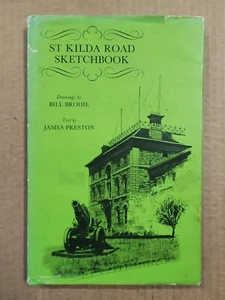 ST KILDA ROAD
SKETCHBOOK
Drawings by
BILL BRODIE
Text by
JAMES PRESTON